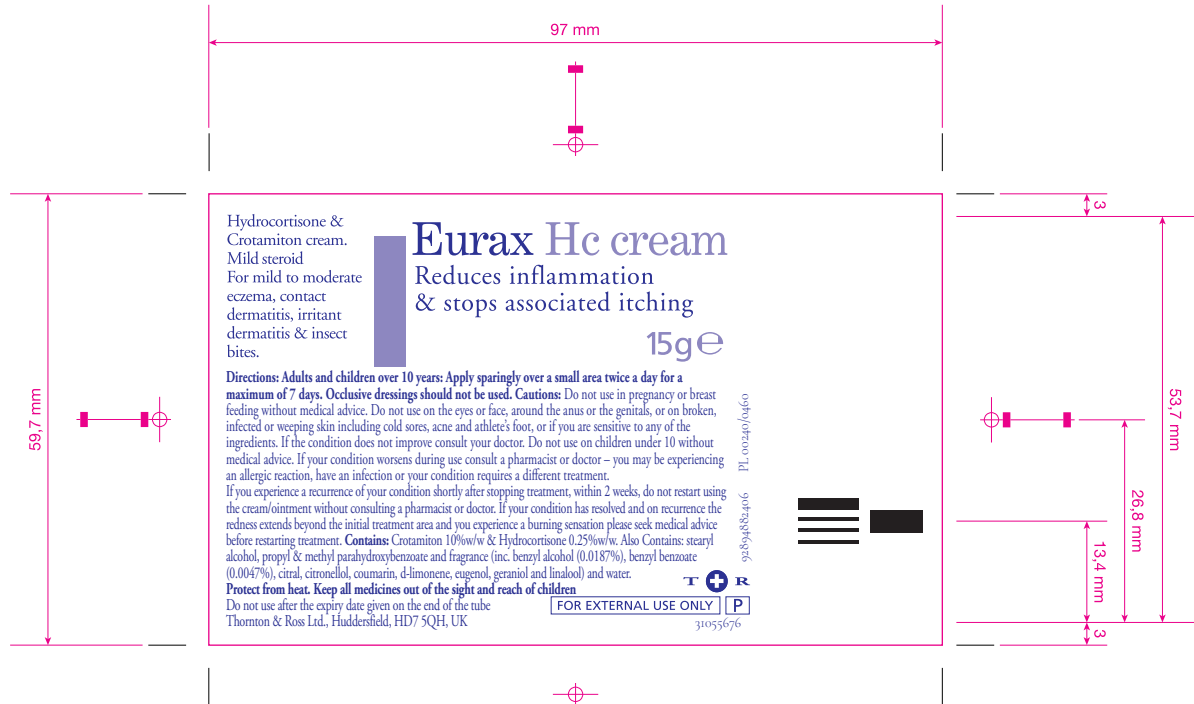 97 mm
Hydrocortisone &
Crotamiton cream.
Mild steroid
For mild to moderate
eczema, contact
dermatitis, irritant
dermatitis & insect
bites.
Eurax Hc cream
Reduces inflammation
& stops associated itching
15g℮
Directions: Adults and children over 10 years: Apply sparingly over a small area twice a day for a
maximum of 7 days. Occlusive dressings should not be used. Cautions: Do not use in pregnancy or breast
feeding without medical advice. Do not use on the eyes or face, around the anus or the genitals, or on broken,
infected or weeping skin including cold sores, acne and athlete's foot, or if you are sensitive to any of the
ingredients. If the condition does not improve consult your doctor. Do not use on children under 10 without
medical advice. If your condition worsens during use consult a pharmacist or doctor – you may be experiencing
an allergic reaction, have an infection or your condition requires a different treatment.
If you experience a recurrence of your condition shortly after stopping treatment, within 2 weeks, do not restart using
the cream/ointment without consulting a pharmacist or doctor. If your condition has resolved and on recurrence the
redness extends beyond the initial treatment area and you experience a burning sensation please seek medical advice
before restarting treatment. Contains: Crotamiton 10%w/w & Hydrocortisone 0.25%w/w. Also Contains: stearyl
alcohol, propyl & methyl parahydroxybenzoate and fragrance (inc. benzyl alcohol (0.0187%), benzyl benzoate
(0.0047%), citral, citronellol, coumarin, d-limonene, eugenol, geraniol and linalool) and water.
Protect from heat. Keep all medicines out of the sight and reach of children
Do not use after the expiry date given on the end of the tube
Thornton & Ross Ltd., Huddersfield, HD7 5QH, UK
T R
FOR EXTERNAL USE ONLY P
31055676
92894882406 PL 00240/0460
59,7 mm
3
53,7 mm
26,8 mm
13,4 mm
3